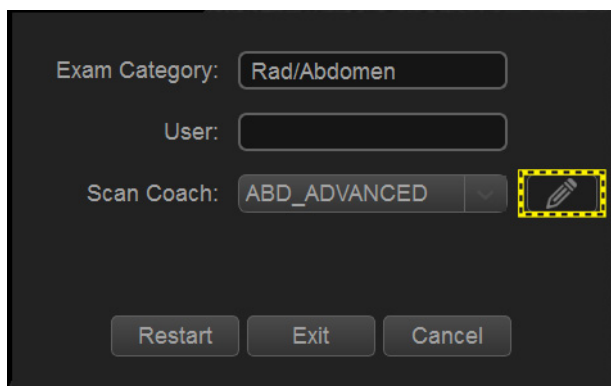 Exam Category: Rad/Abdomen
User:
Scan Coach: ABD_ADVANCED
Restart Exit Cancel